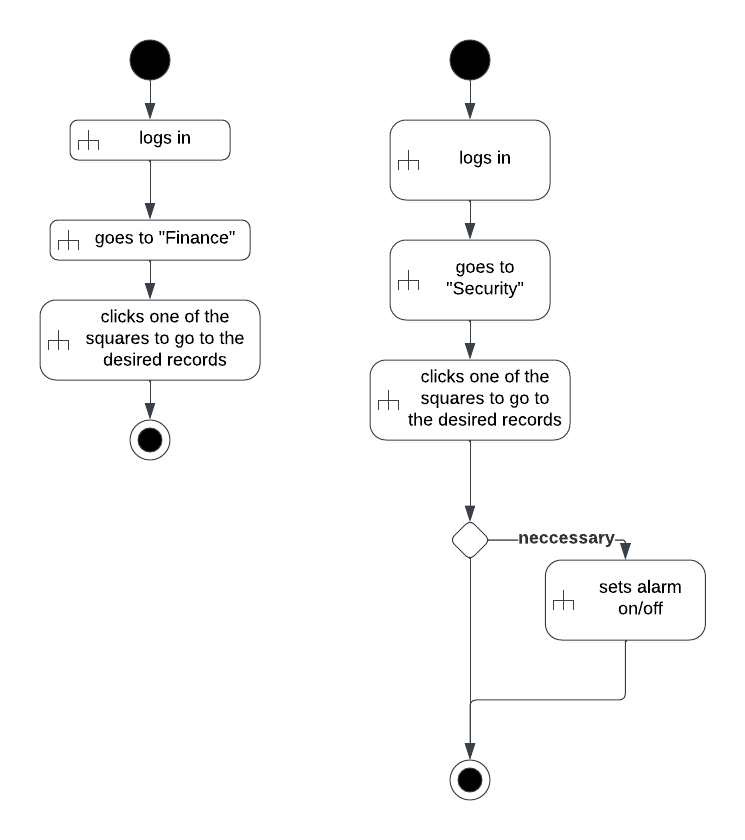 logs in
goes to "Finance"
clicks one of the
squares to go to the
desired records
logs in
goes to
"Security"
clicks one of the
squares to go to
the desired records
neccessary
sets alarm
on/off